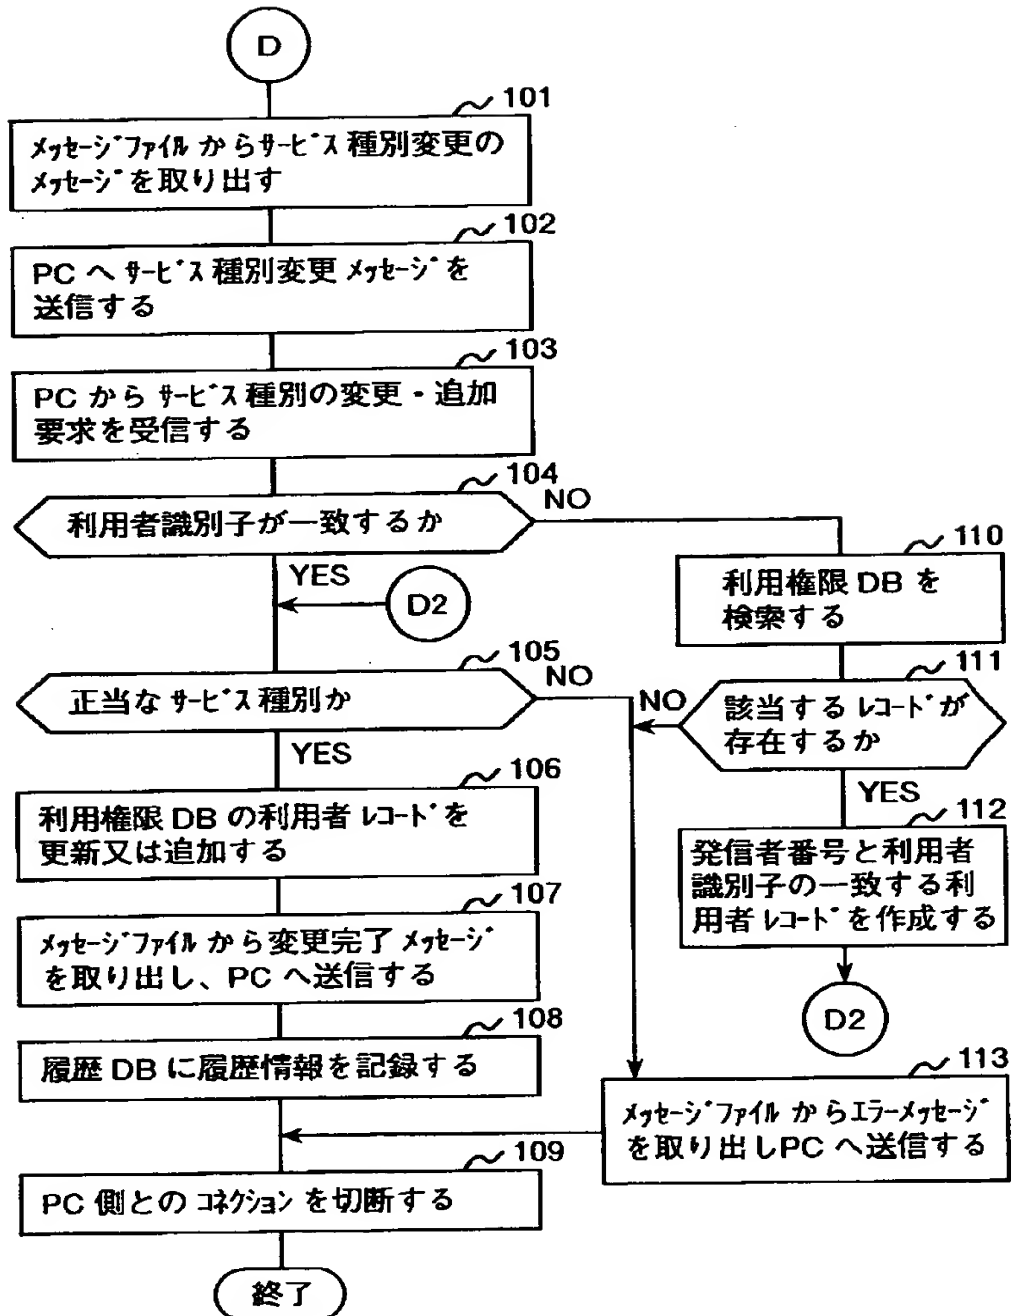 D
101
メッセージファイルからサービス種別変更の
メッセージを取り出す
102
PCへサービス種別変更メッセージを
送信する
103
PCからサービス種別の変更・追加
要求を受信する
104
利用者識別子が一致するか
NO
YES
D2
105
正当なサービス種別か
NO
YES
106
利用権限DBの利用者レコードを
更新又は追加する
107
メッセージファイルから変更完了メッセージ
を取り出し、PCへ送信する
108
履歴DBに履歴情報を記録する
109
PC側とのコネクションを切断する
終了
110
利用権限DBを
検索する
111
該当するレコードが
存在するか
NO
YES
112
発信者番号と利用者
識別子の一致する利
用者レコードを作成する
D2
113
メッセージファイルからエラーメッセージ
を取り出しPCへ送信する